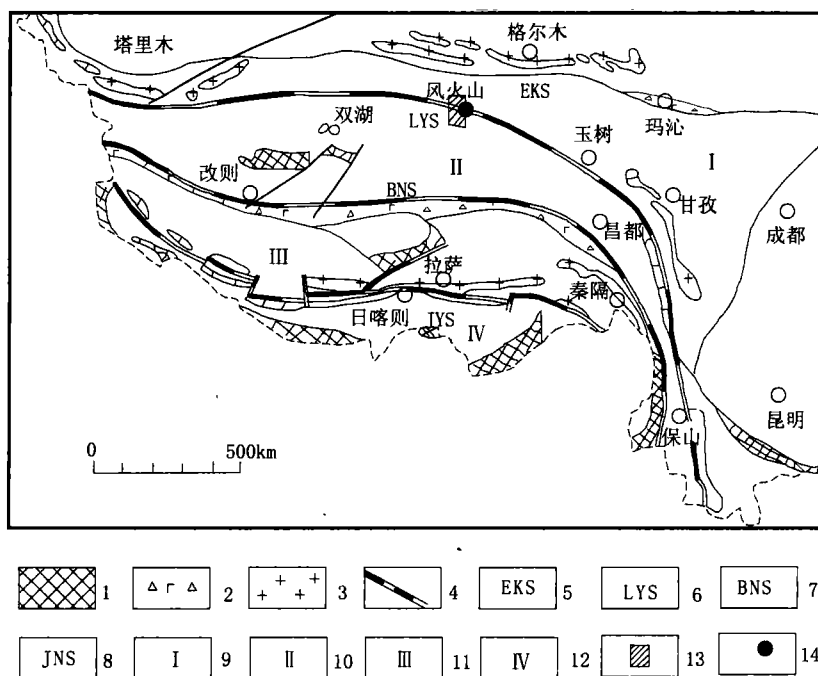 塔里木
格尔木
风火山
EKS
双湖
LYS
玛沁
玉树
I
II
改则
BNS
甘孜
昌都
成都
III
拉萨
秦隔
日喀则
JYS
IV
昆明
保山
0 500km
1 2 3 4 EKS 5 LYS 6 BNS 7
JNS 8 I 9 II 10 III 11 IV 12 13 14